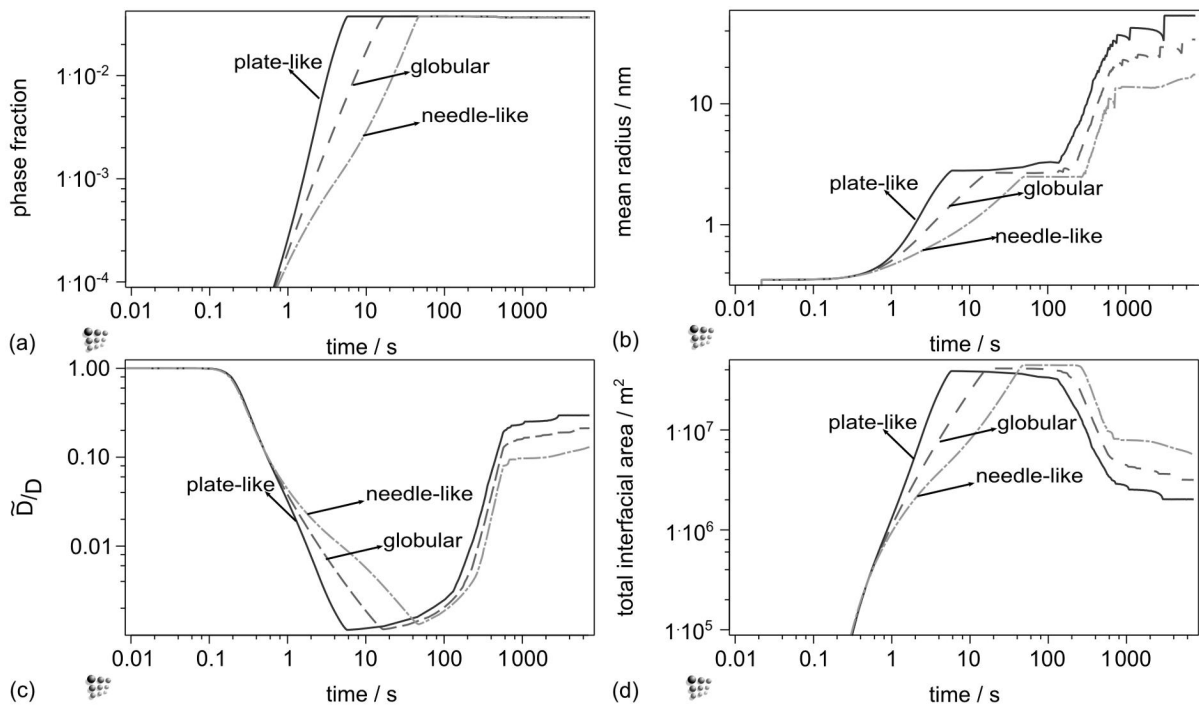 phase fraction
1·10⁻²
1·10⁻³
1·10⁻⁴
plate-like
globular
needle-like
0.01 0.1 1 10 100 1000
time / s
(a)
mean radius / nm
10
1
plate-like
globular
needle-like
0.01 0.1 1 10 100 1000
time / s
(b)
D̃/D
1.00
0.10
0.01
plate-like
needle-like
globular
0.01 0.1 1 10 100 1000
time / s
(c)
total interfacial area / m²
1·10⁷
1·10⁶
1·10⁵
plate-like
globular
needle-like
0.01 0.1 1 10 100 1000
time / s
(d)